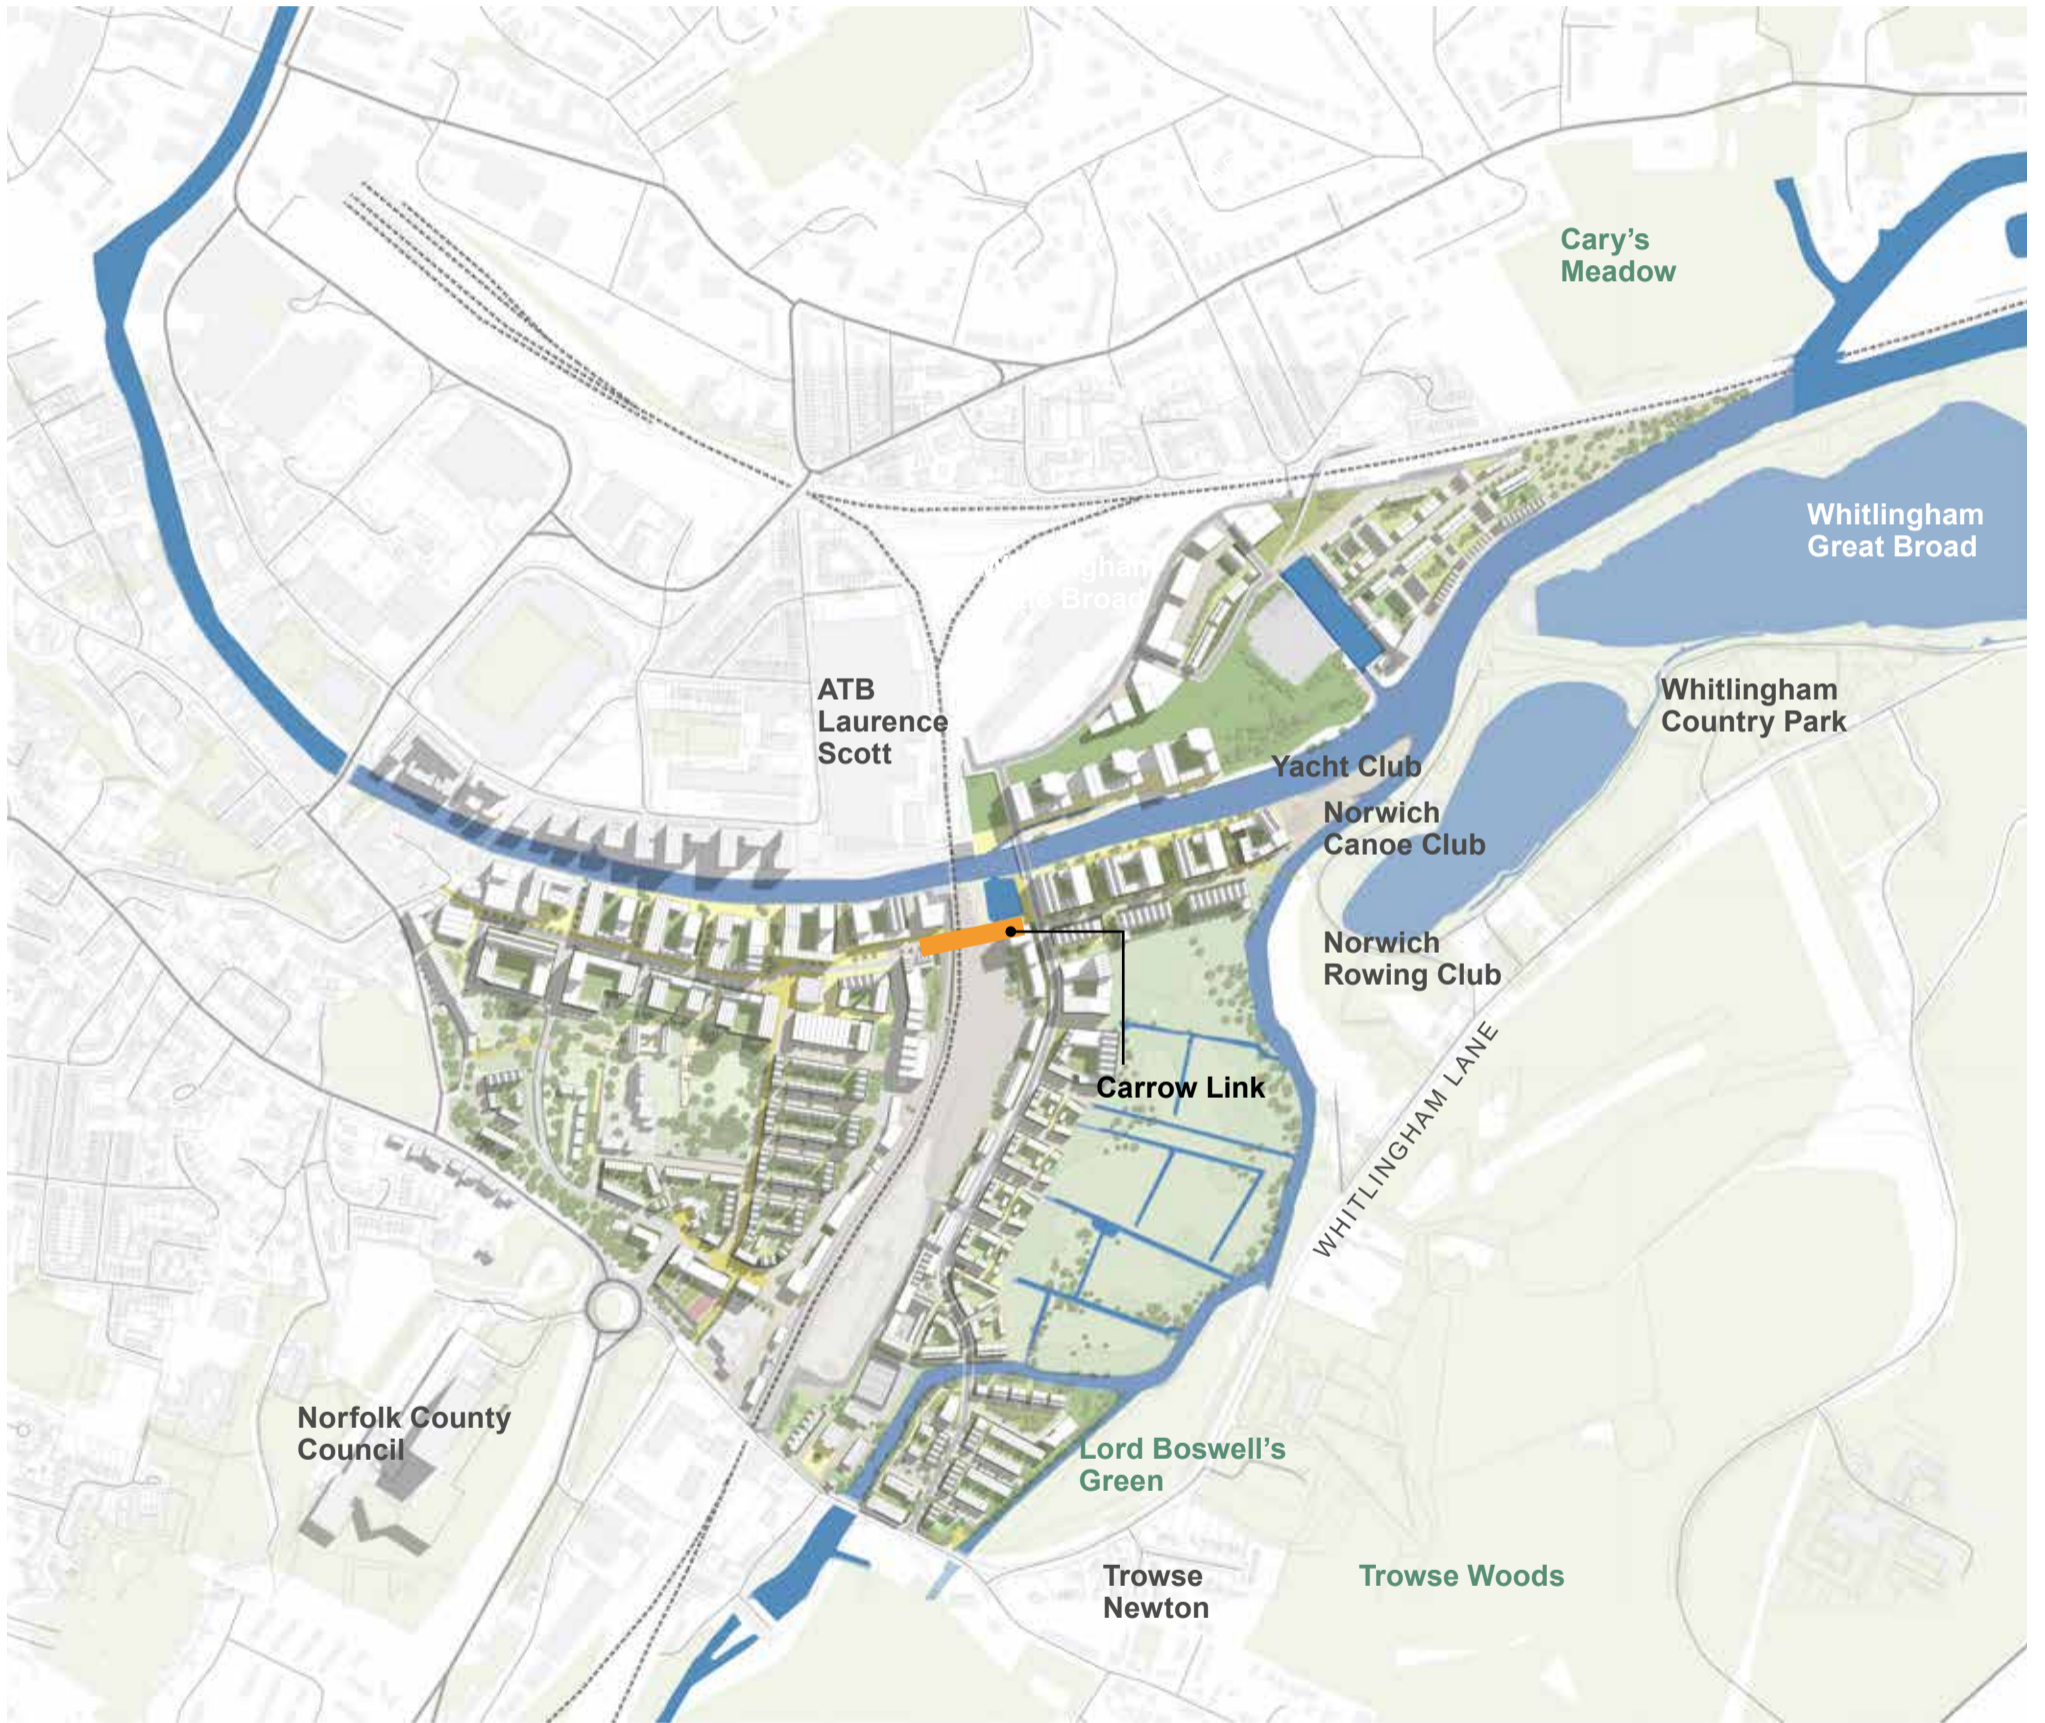 Cary’s
Meadow
Whitlingham
Great Broad
Broad
ATB
Laurence
Scott
Whitlingham
Country Park
Yacht Club
Norwich
Canoe Club
Norwich
Rowing Club
WHITLINGHAM LANE
Carrow Link
Norfolk County
Council
Lord Boswell’s
Green
Trowse
Newton
Trowse Woods